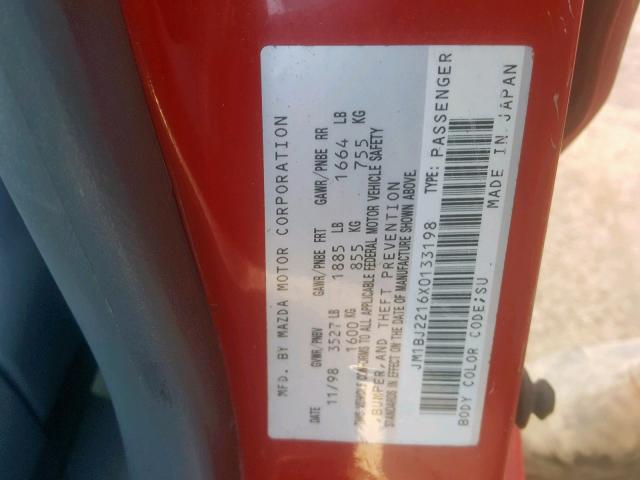 MFD. BY MAZDA MOTOR CORPORATION
DATE GVWR/PNBV GAWR/PNBE FRT GAWR/PNBE RR
11/98 3527 LB 1885 LB 1664 LB
1600 KG 855 KG 755 KG
THIS VEHICLE CONFORMS TO ALL APPLICABLE FEDERAL MOTOR VEHICLE SAFETY
,BUMPER, AND THEFT PREVENTION
STANDARDS IN EFFECT ON THE DATE OF MANUFACTURE SHOWN ABOVE.
JM1BJ2216X0133198 TYPE: PASSENGER
BODY COLOR CODE;SU MADE IN JAPAN